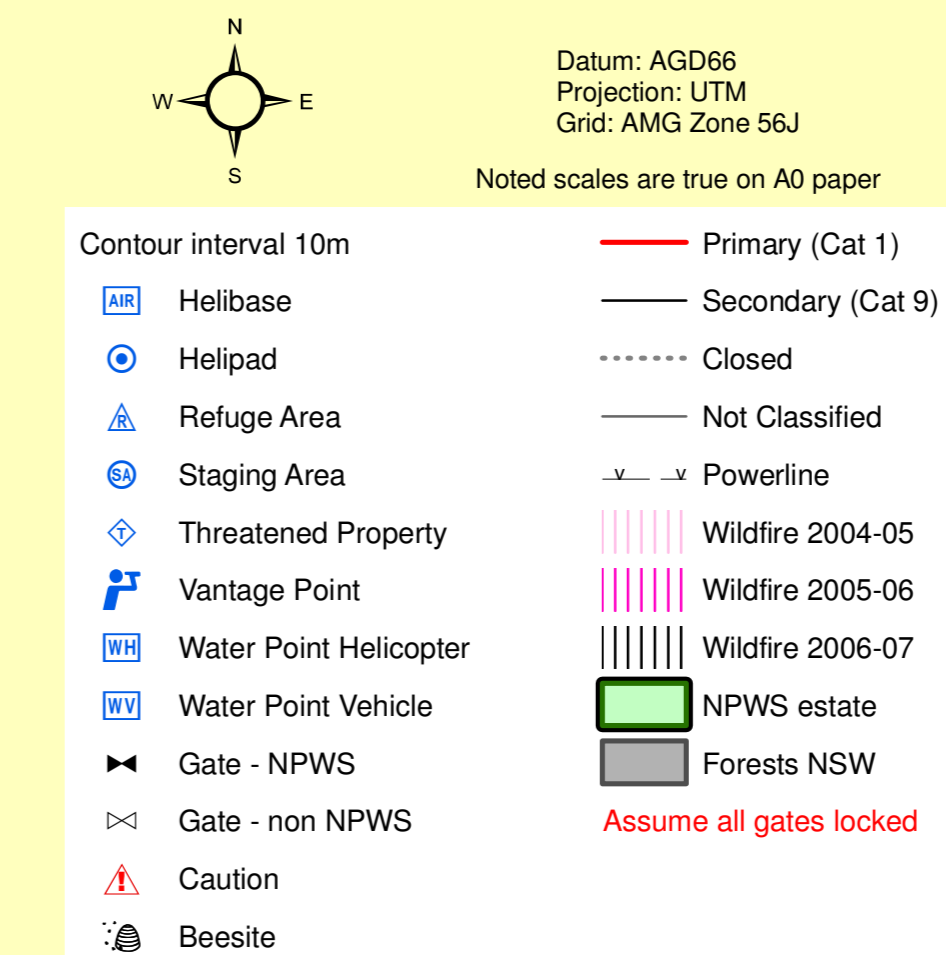 N
W E
S
Datum: AGD66
Projection: UTM
Grid: AMG Zone 56J
Noted scales are true on A0 paper
Contour interval 10m
AIR Helibase
Helipad
R Refuge Area
SA Staging Area
T Threatened Property
Vantage Point
WH Water Point Helicopter
WV Water Point Vehicle
Gate - NPWS
Gate - non NPWS
! Caution
Beesite
Primary (Cat 1)
Secondary (Cat 9)
Closed
Not Classified
v v Powerline
Wildfire 2004-05
Wildfire 2005-06
Wildfire 2006-07
NPWS estate
Forests NSW
Assume all gates locked